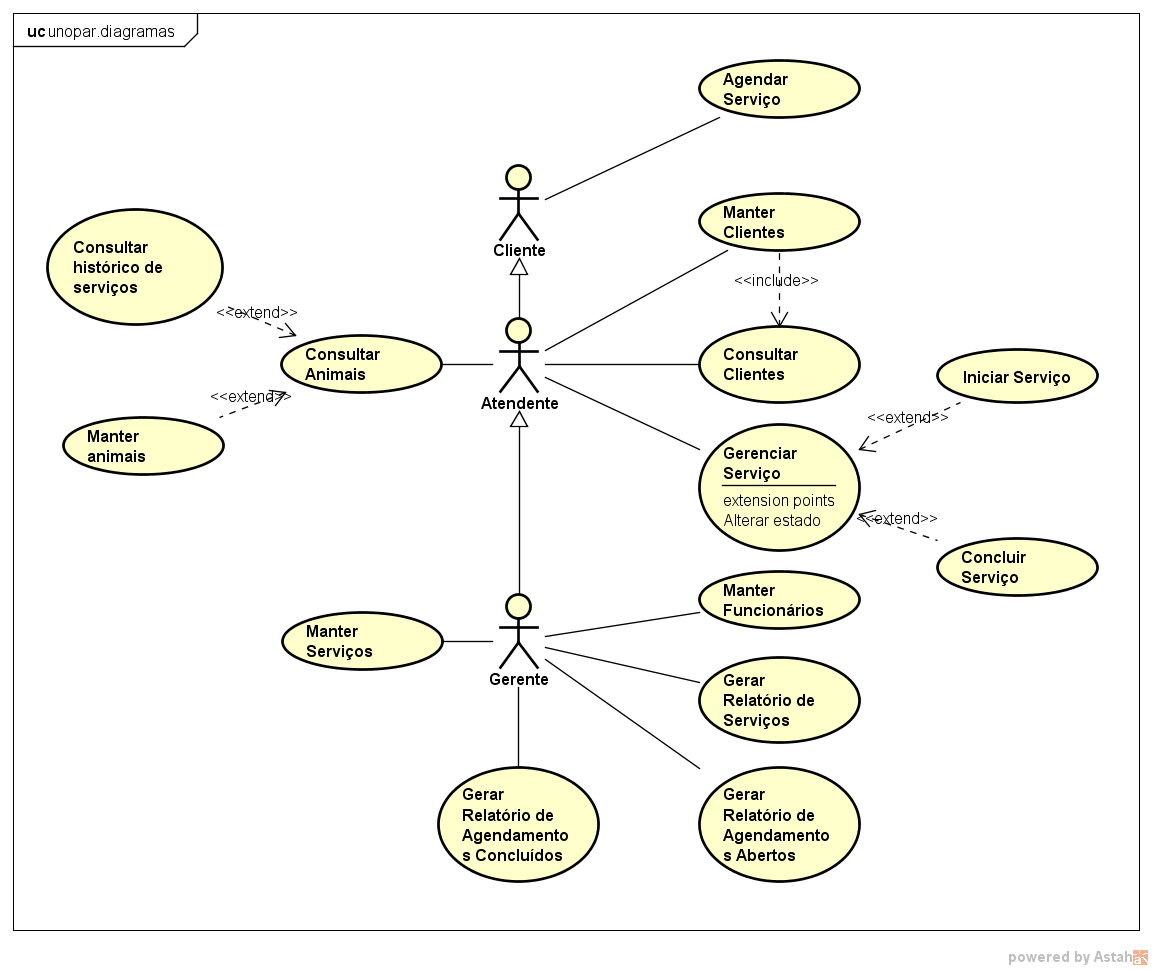 uc unopar.diagramas
Agendar
Serviço
Cliente
Manter
Clientes
<<include>>
Consultar
histórico de
serviços
<<extend>>
Consultar
Animais
Atendente
Consultar
Clientes
Iniciar Serviço
<<extend>>
<<extend>>
Manter
animais
Gerenciar
Serviço
extension points
Alterar estado
<<extend>>
Concluir
Serviço
Manter
Funcionários
Manter
Serviços
Gerente
Gerar
Relatório de
Serviços
Gerar
Relatório de
Agendamento
s Concluídos
Gerar
Relatório de
Agendamento
s Abertos
powered by Astah